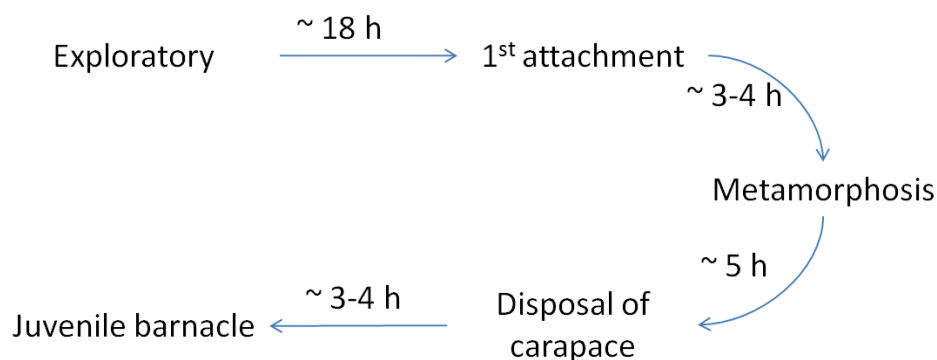 Exploratory
~ 18 h
1st attachment
~ 3-4 h
Metamorphosis
~ 5 h
Disposal of
carapace
~ 3-4 h
Juvenile barnacle